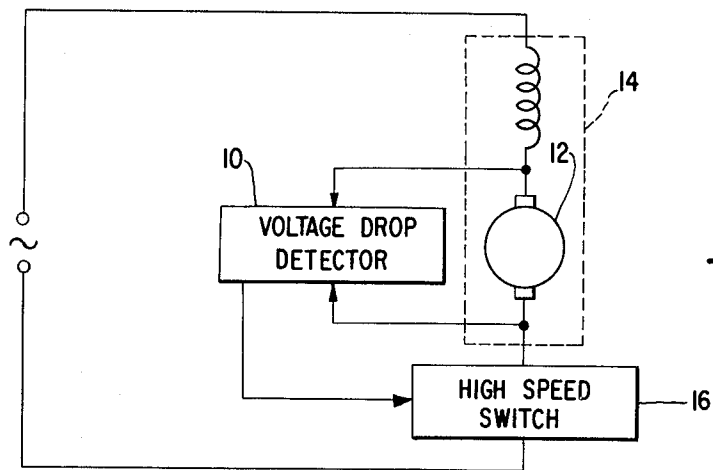 14
12
10
VOLTAGE DROP
DETECTOR
HIGH SPEED
SWITCH
16